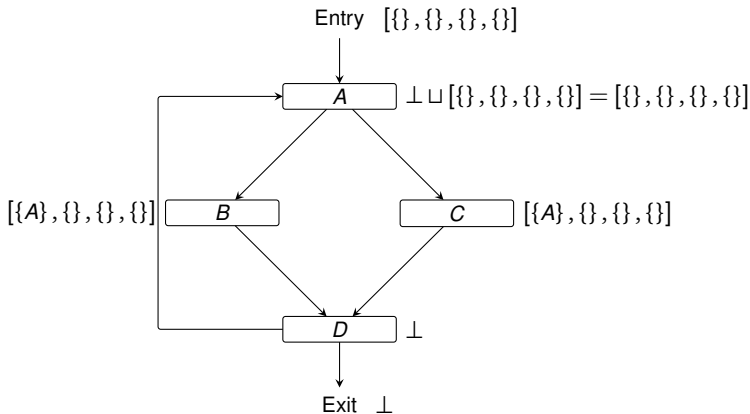 Entry [{} , {} , {} , {}]
A ⊥ ⊔ [{} , {} , {} , {}] = [{} , {} , {} , {}]
[{A} , {} , {} , {}] B C [{A} , {} , {} , {}]
D ⊥
Exit ⊥